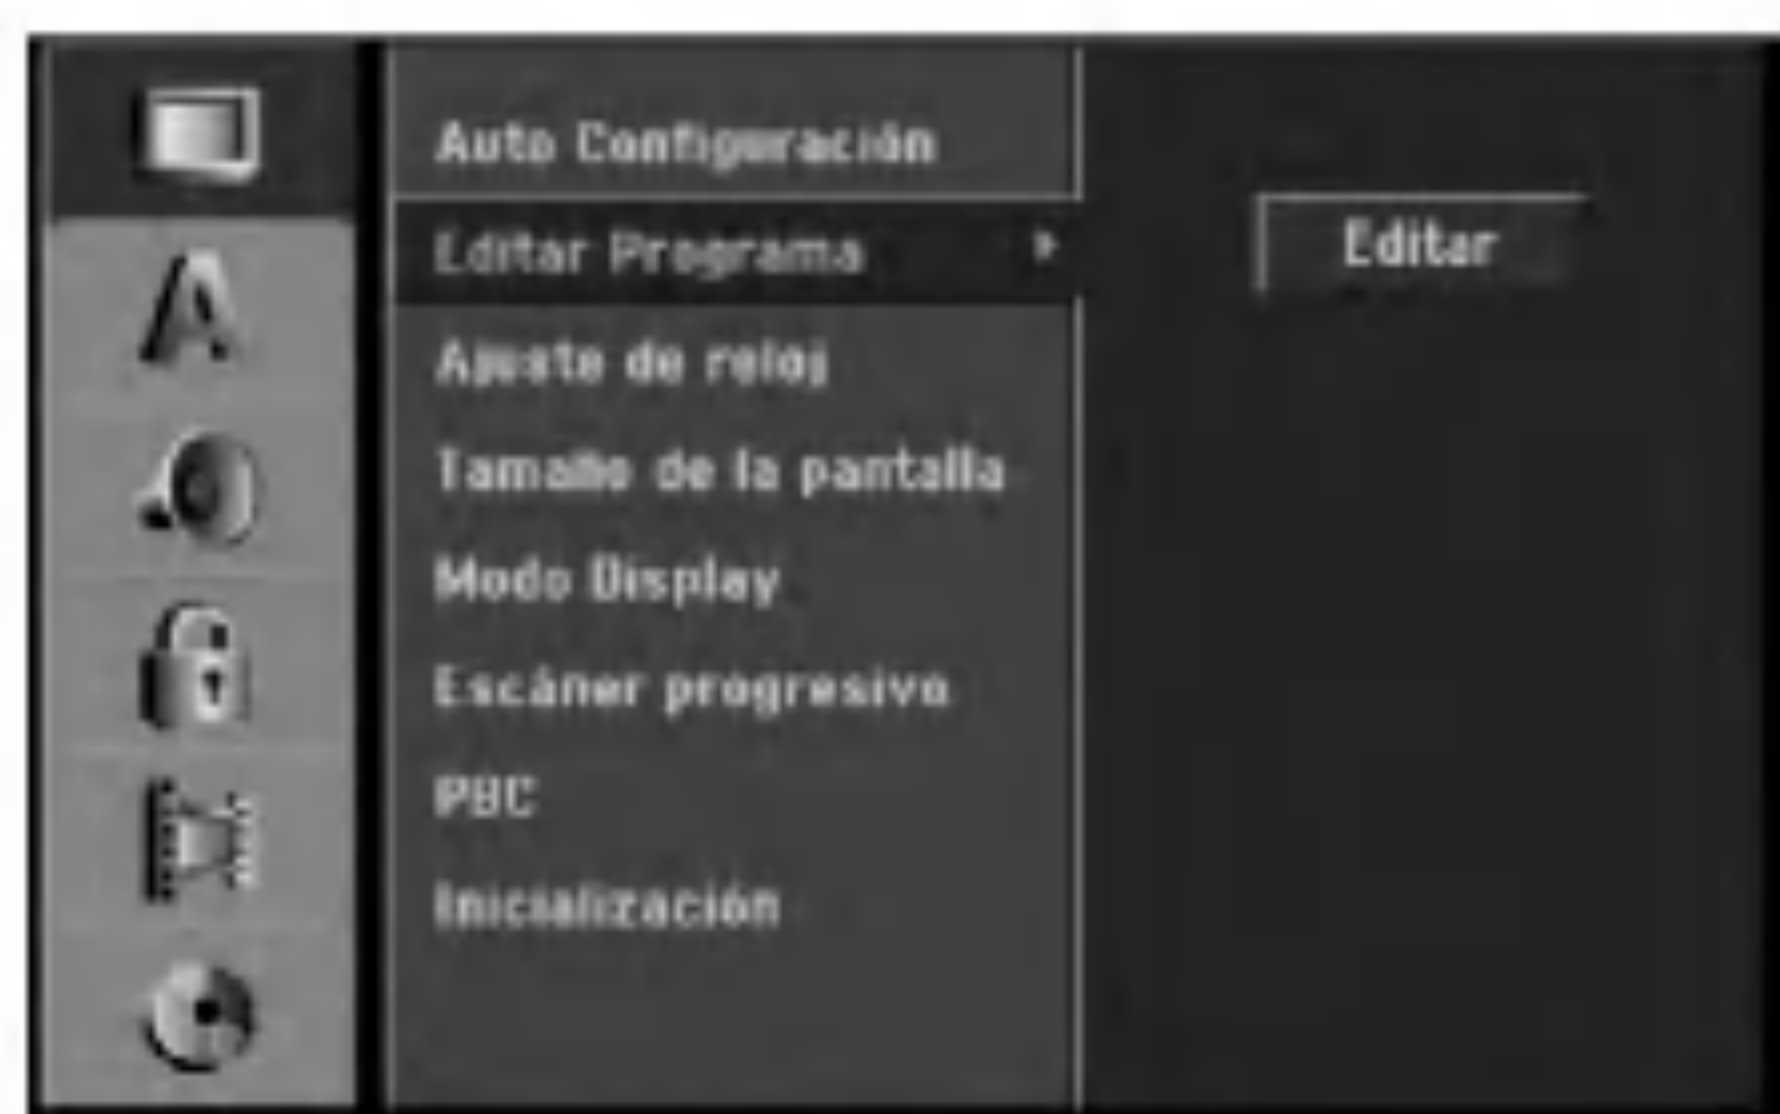 Auto Configuración
Editar Programa
Editar
Ajuste de reloj
Tamaño de la pantalla
Modo Display
Escáner progresivo
PBC
Inicialización